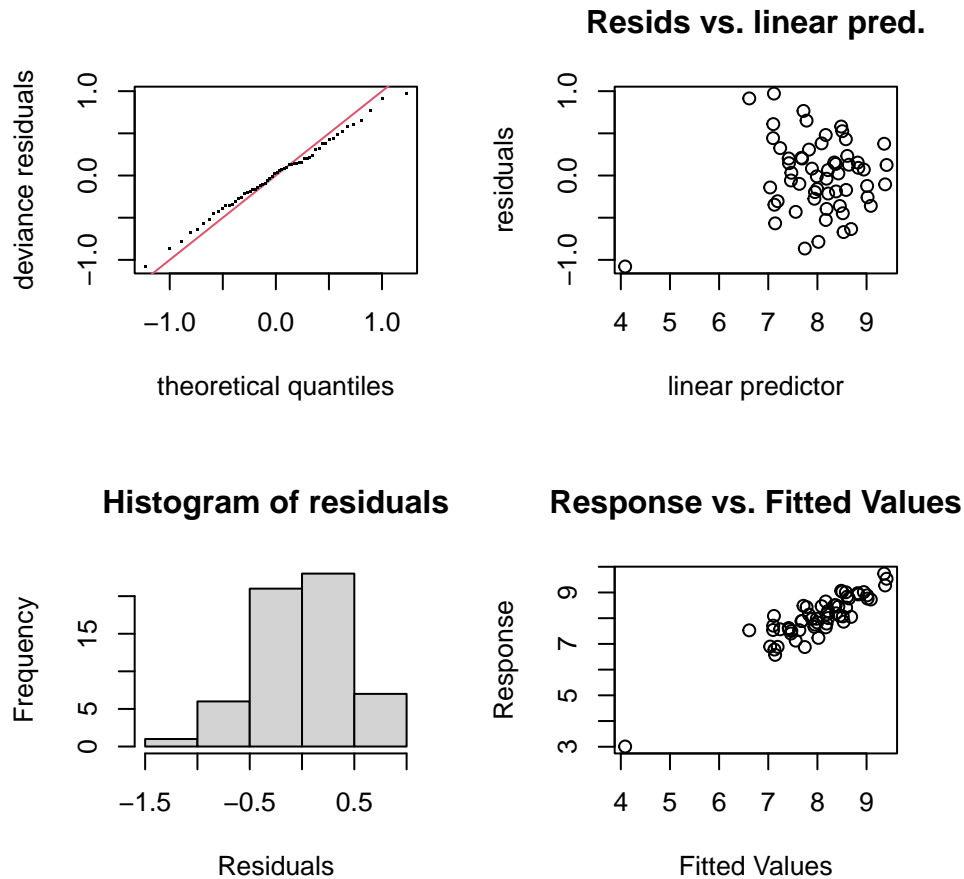 deviance residuals
−1.0 0.0 1.0
−1.0 0.0 1.0
theoretical quantiles
Resids vs. linear pred.
residuals
−1.0 0.0 1.0
4 5 6 7 8 9
linear predictor
Histogram of residuals
Frequency
0 5 15
−1.5 −0.5 0.5
Residuals
Response vs. Fitted Values
Response
3 5 7 9
4 5 6 7 8 9
Fitted Values